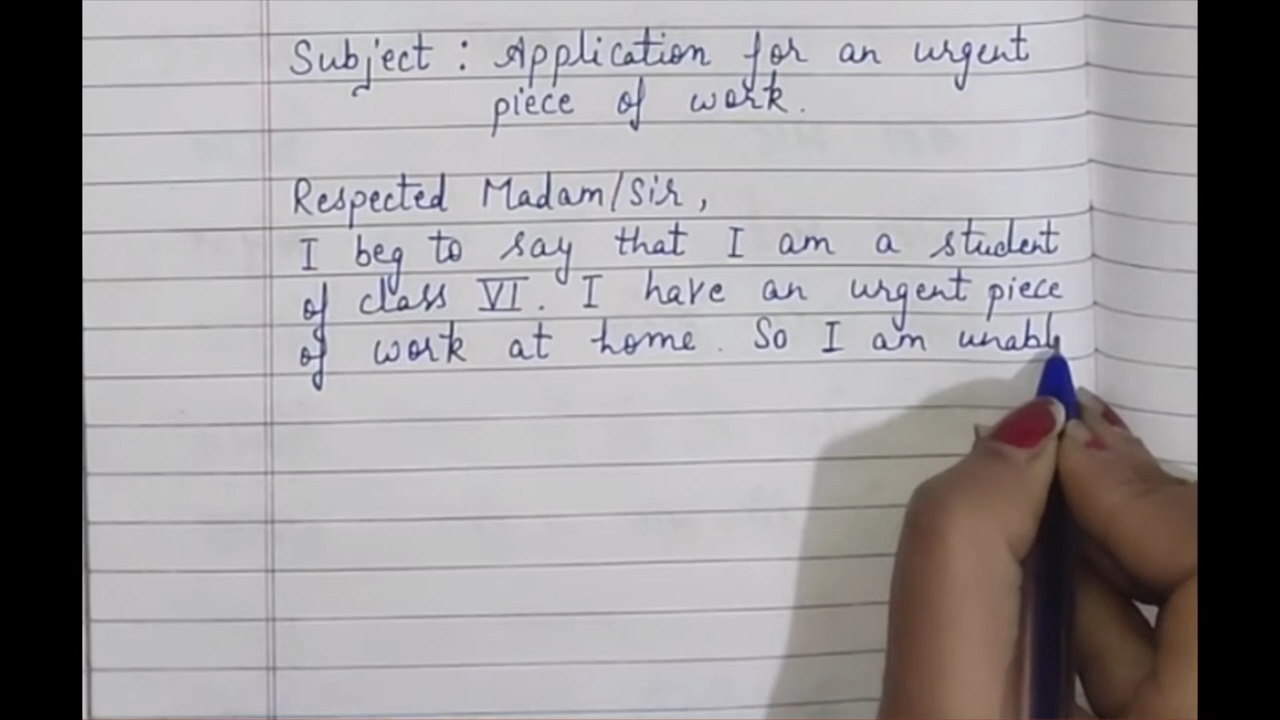 Subject : Application for an urgent
piece of work.
Respected Madam/Sir,
I beg to say that I am a student
of class VI. I have an urgent piece
of work at home. So I am unabl